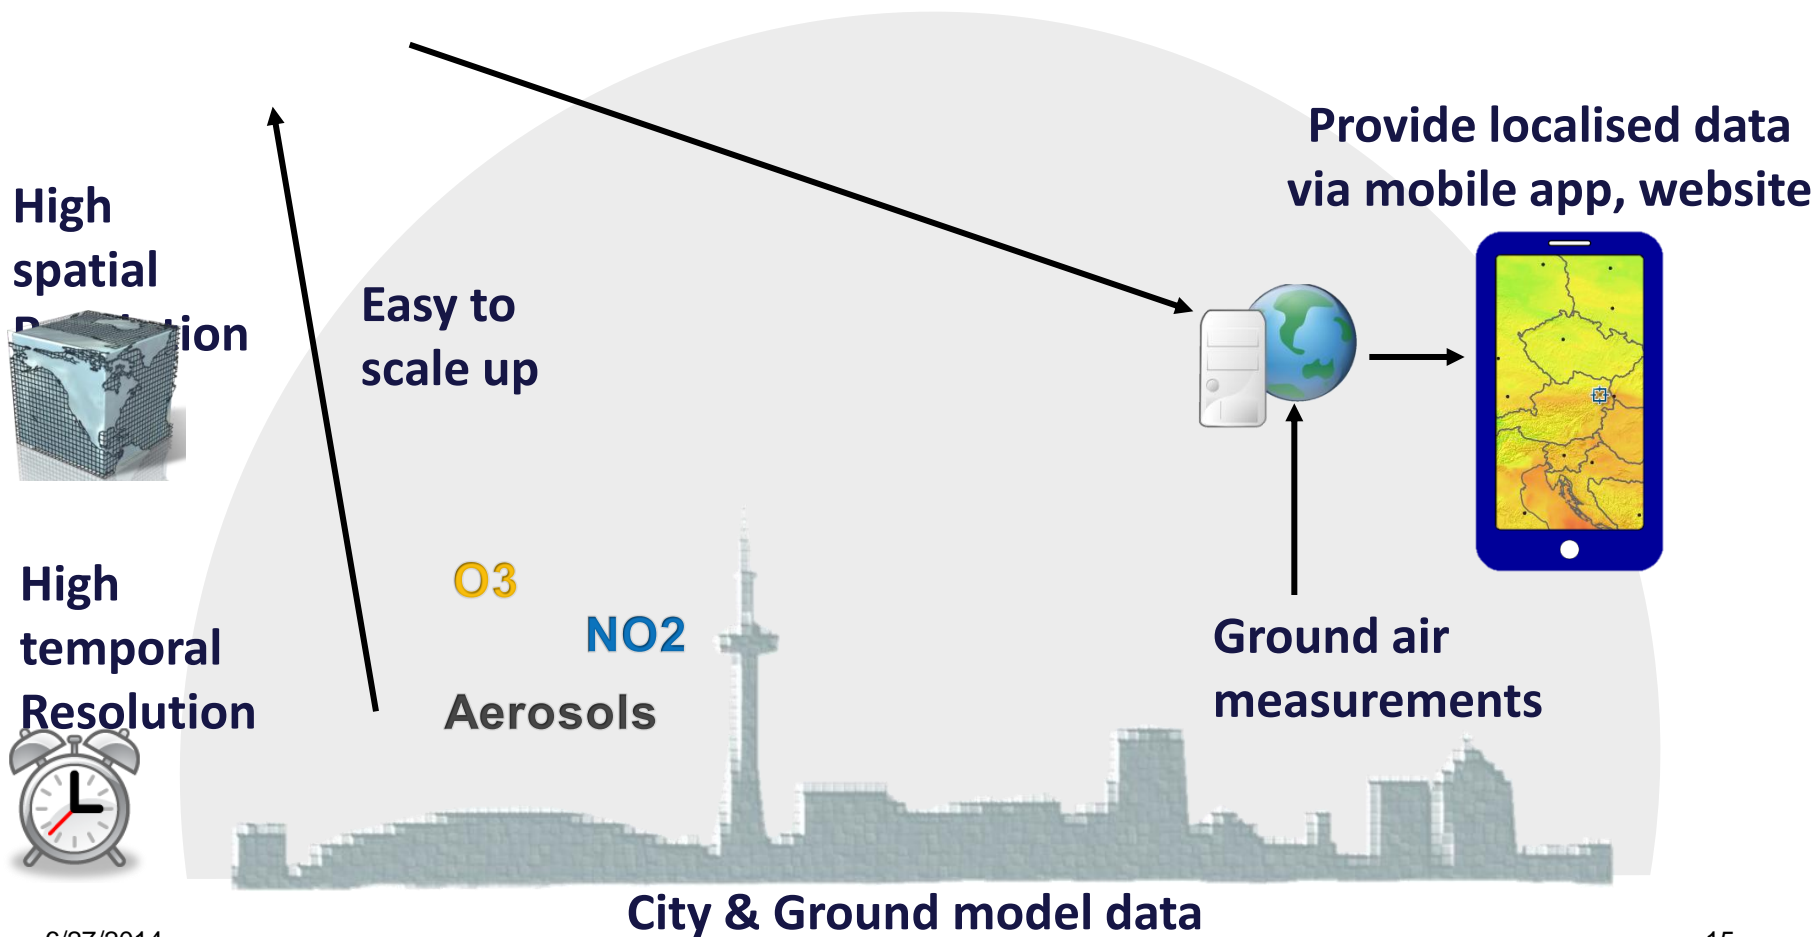 Provide localised data
via mobile app, website
High
spatial
Easy to
scale up
High
temporal
Resolution
O3
NO2
Aerosols
Ground air
measurements
City & Ground model data